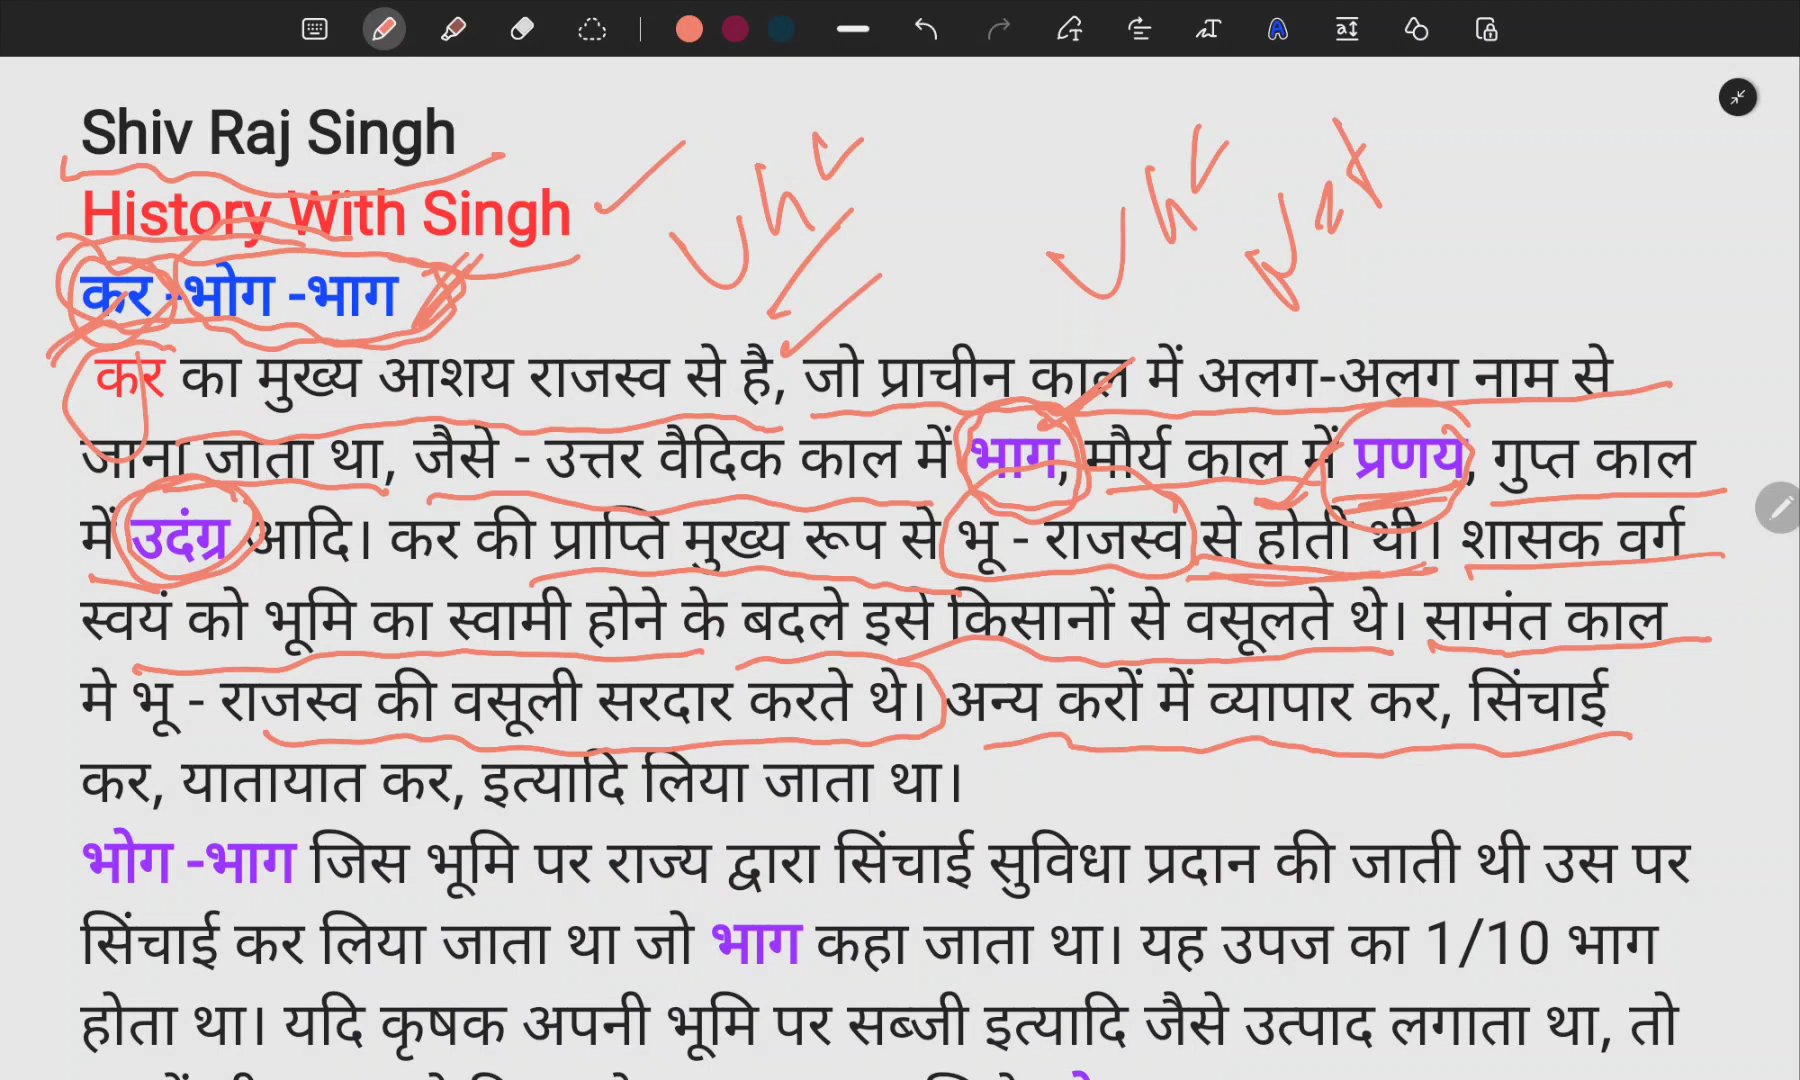 Shiv Raj Singh
History With Singh
कर -भोग -भाग
कर का मुख्य आशय राजस्व से है, जो प्राचीन काल में अलग-अलग नाम से
जाना जाता था, जैसे - उत्तर वैदिक काल में भाग, मौर्य काल में प्रणय, गुप्त काल
में उदंग्र आदि। कर की प्राप्ति मुख्य रूप से भू - राजस्व से होती थी। शासक वर्ग
स्वयं को भूमि का स्वामी होने के बदले इसे किसानों से वसूलते थे। सामंत काल
मे भू - राजस्व की वसूली सरदार करते थे। अन्य करों में व्यापार कर, सिंचाई
कर, यातायात कर, इत्यादि लिया जाता था।
भोग -भाग जिस भूमि पर राज्य द्वारा सिंचाई सुविधा प्रदान की जाती थी उस पर
सिंचाई कर लिया जाता था जो भाग कहा जाता था। यह उपज का 1/10 भाग
होता था। यदि कृषक अपनी भूमि पर सब्जी इत्यादि जैसे उत्पाद लगाता था, तो